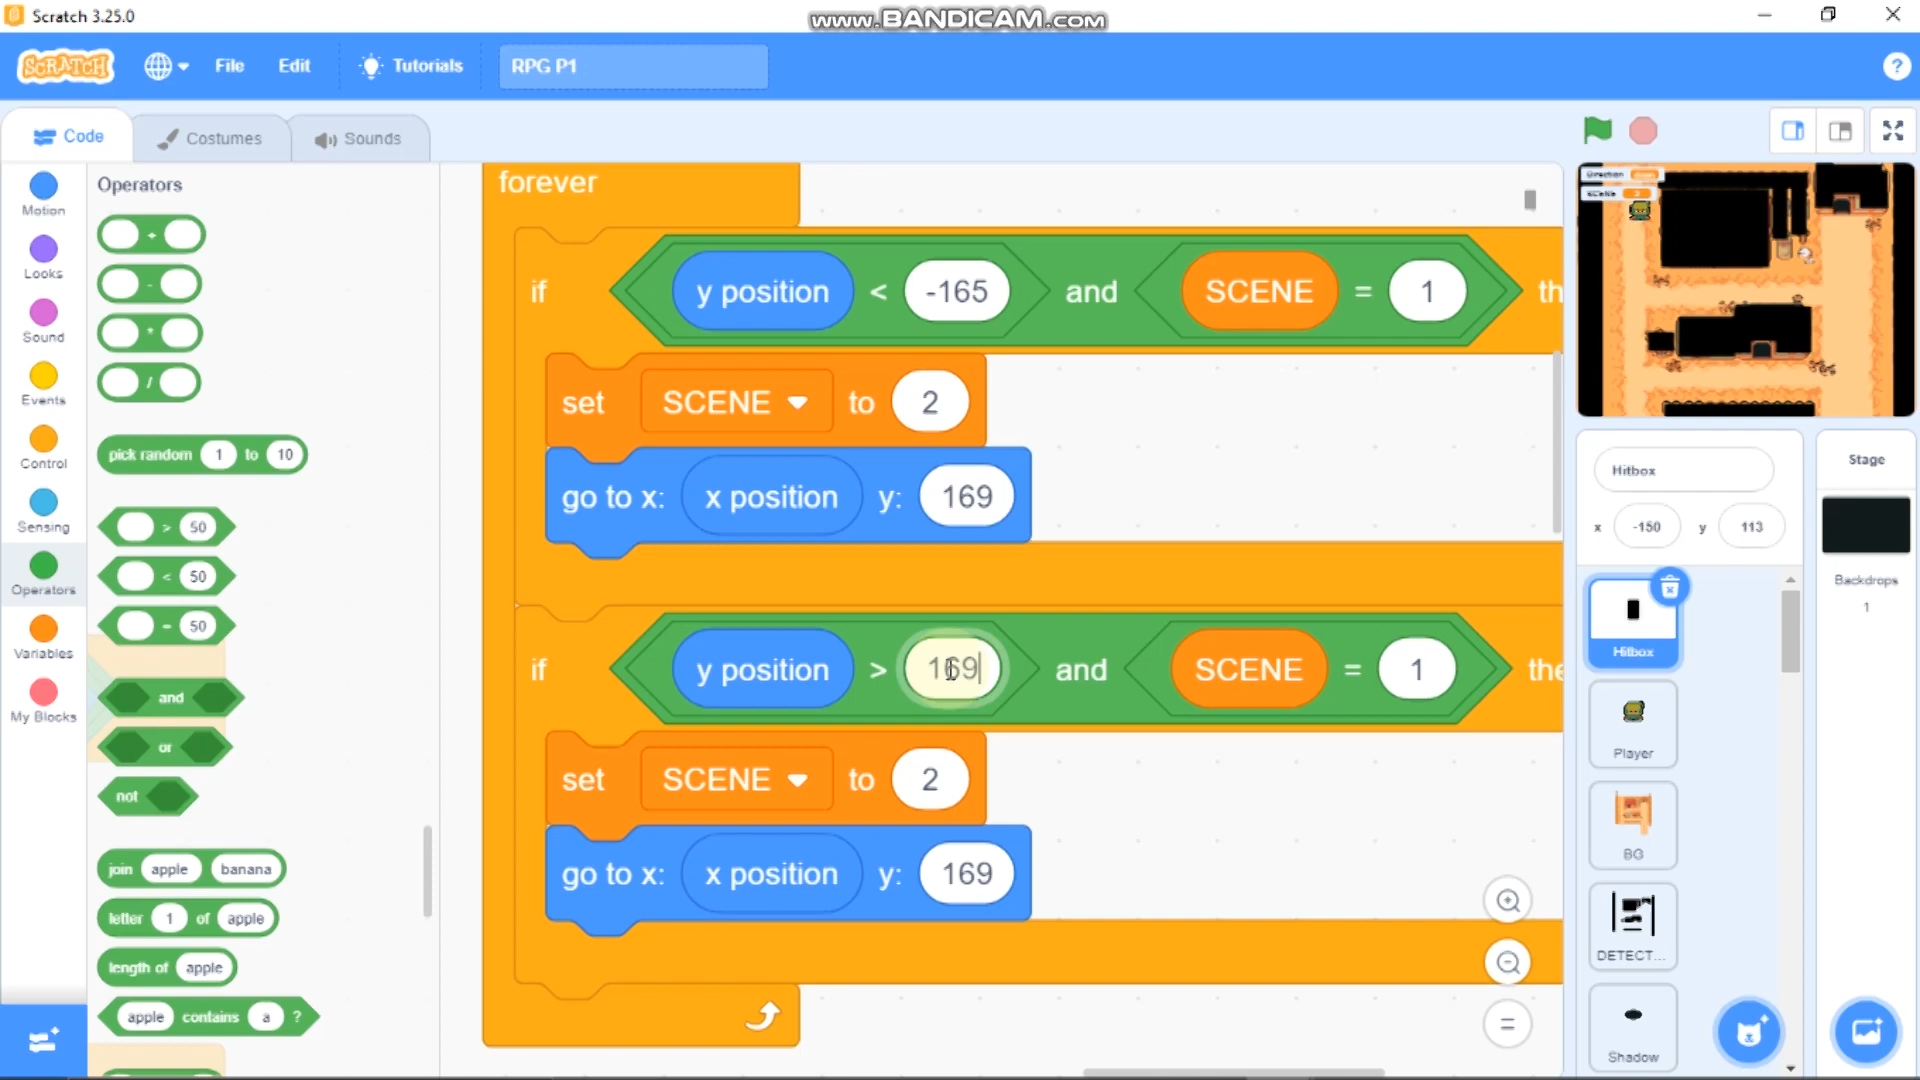 Scratch 3.25.0
www.BANDICAM.com
SCRATCH
File
Edit
Tutorials
RPG P1
?
Code
Costumes
Sounds
Motion
Looks
Sound
Events
Control
Sensing
Operators
Variables
My Blocks
Operators
+
-
*
/
pick random 1 to 10
> 50
< 50
= 50
and
or
not
join apple banana
letter 1 of apple
length of apple
apple contains a ?
forever
if y position < -165 and SCENE = 1 th
set SCENE to 2
go to x: x position y: 169
if y position > 169 and SCENE = 1 the
set SCENE to 2
go to x: x position y: 169
Direction
SCENE 2
Hitbox
x -150 y 113
Hitbox
Player
BG
DETECT...
Shadow
Stage
Backdrops
1